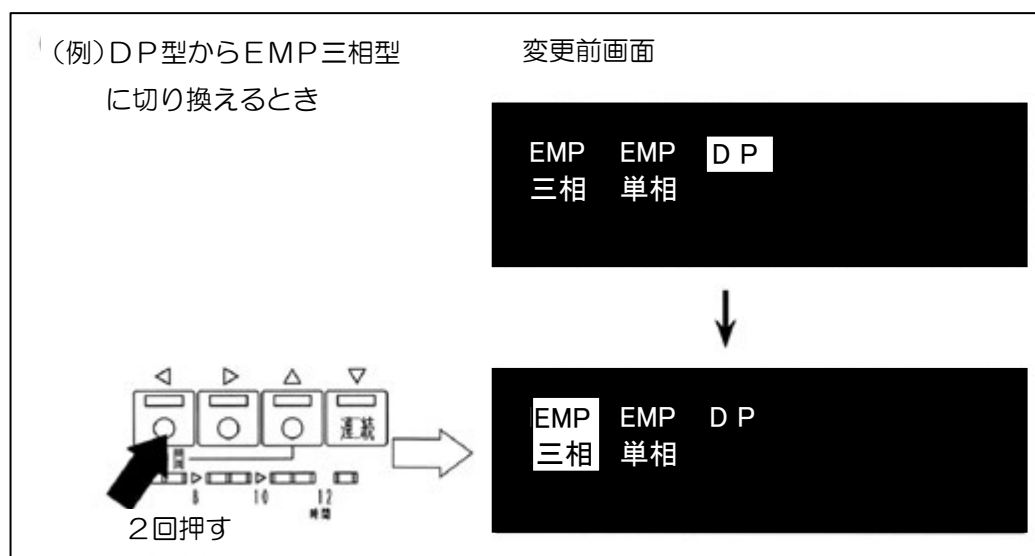 (例)DP型からEMP三相型
に切り換えるとき
変更前画面
EMP EMP DP
三相 単相
◁ ▷ △ ▽
連続
8 10 12
時間
2回押す
EMP EMP DP
三相 単相